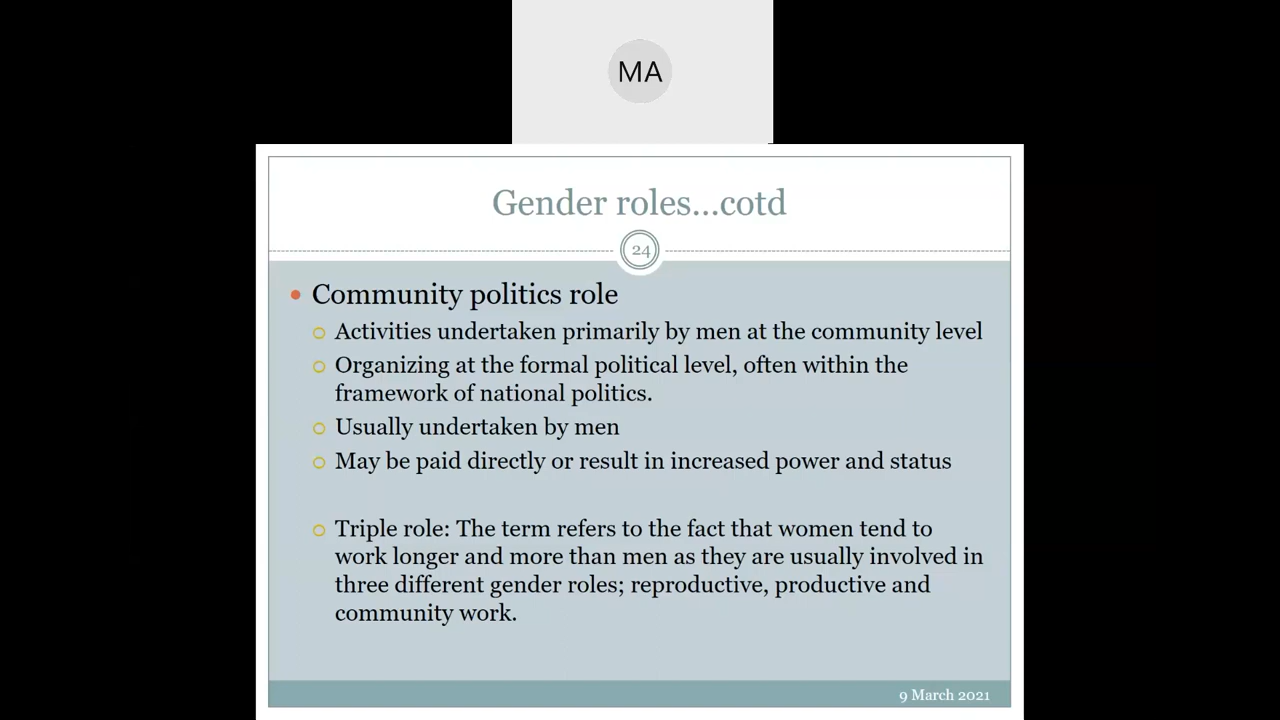 MA
Gender roles...cotd
24
Community politics role
Activities undertaken primarily by men at the community level
Organizing at the formal political level, often within the
framework of national politics.
Usually undertaken by men
May be paid directly or result in increased power and status
Triple role: The term refers to the fact that women tend to
work longer and more than men as they are usually involved in
three different gender roles; reproductive, productive and
community work.
9 March 2021